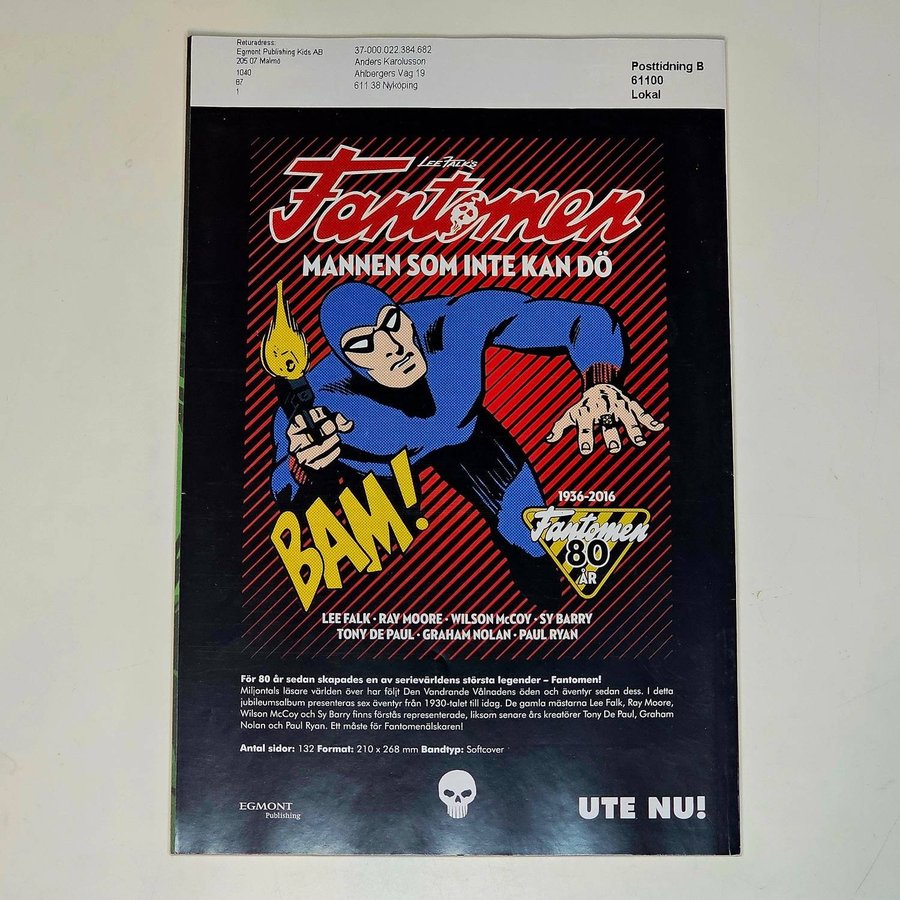 Returadress:
Egmont Publishing Kids AB
205 07 Malmö
1040
87
1
37-000.022.384.682
Anders Karolusson
Ahlbergers Väg 19
611 38 Nyköping
Posttidning B
61100
Lokal
LEE FALK'S
Fantomen
MANNEN SOM INTE KAN DÖ
BAM!
1936-2016
Fantomen
80
ÅR
LEE FALK · RAY MOORE · WILSON McCOY · SY BARRY
TONY DE PAUL · GRAHAM NOLAN · PAUL RYAN
För 80 år sedan skapades en av serievärldens största legender – Fantomen!
Miljontals läsare världen över har följt Den Vandrande Vålnadens öden och äventyr sedan dess. I detta
jubileumsalbum presenteras sex äventyr från 1930-talet till idag. De gamla mästarna Lee Falk, Ray Moore,
Wilson McCoy och Sy Barry finns förstås representerade, liksom senare års kreatörer Tony De Paul, Graham
Nolan och Paul Ryan. Ett måste för Fantomenälskaren!
Antal sidor: 132 Format: 210 x 268 mm Bandtyp: Softcover
EGMONT
Publishing
UTE NU!